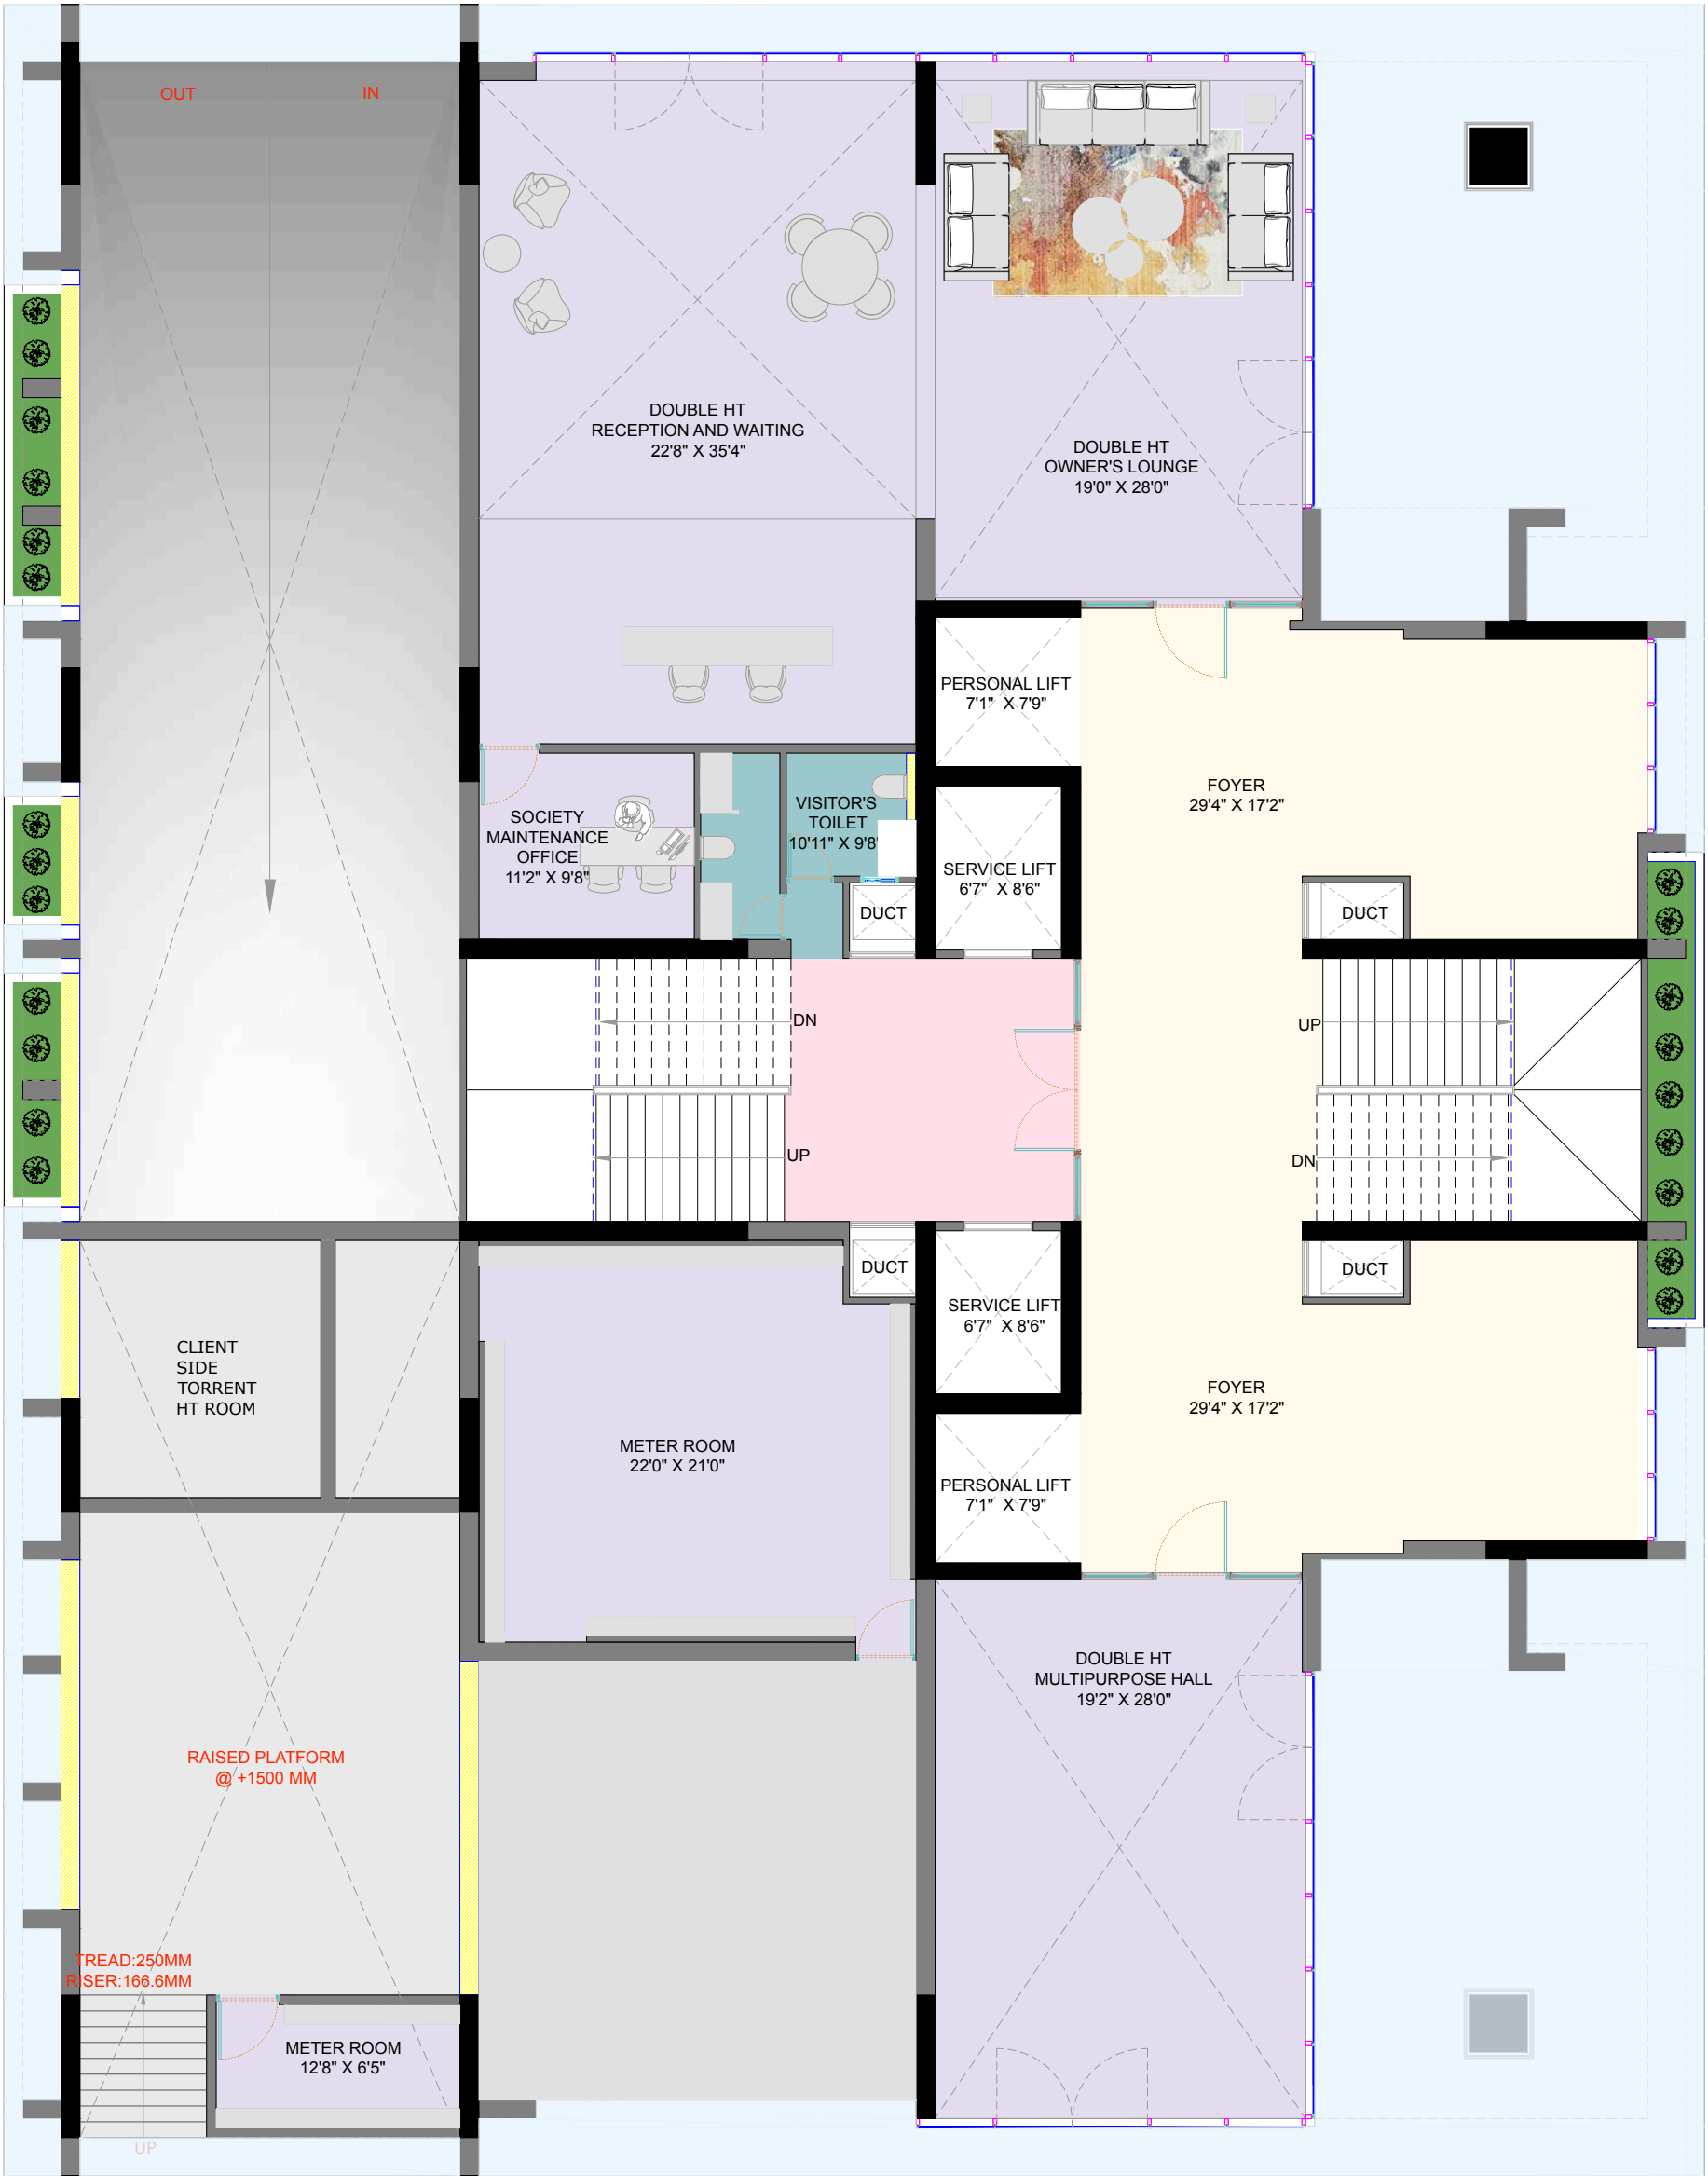 OUT
IN
DOUBLE HT
RECEPTION AND WAITING
22'8" X 35'4"
DOUBLE HT
OWNER'S LOUNGE
19'0" X 28'0"
PERSONAL LIFT
7'1" X 7'9"
FOYER
29'4" X 17'2"
SOCIETY
MAINTENANCE
OFFICE
11'2" X 9'8"
VISITOR'S
TOILET
10'11" X 9'8"
SERVICE LIFT
6'7" X 8'6"
DUCT
DUCT
DN
UP
UP
DN
DUCT
DUCT
SERVICE LIFT
6'7" X 8'6"
CLIENT
SIDE
TORRENT
HT ROOM
FOYER
29'4" X 17'2"
METER ROOM
22'0" X 21'0"
PERSONAL LIFT
7'1" X 7'9"
DOUBLE HT
MULTIPURPOSE HALL
19'2" X 28'0"
RAISED PLATFORM
@ +1500 MM
TREAD:250MM
RISER:166.6MM
METER ROOM
12'8" X 6'5"
UP